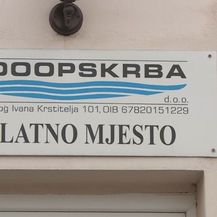 DOOPSKRBA
d.o.o.
og Ivana Krstitelja 101, OIB 67820151229
LATNO MJESTO